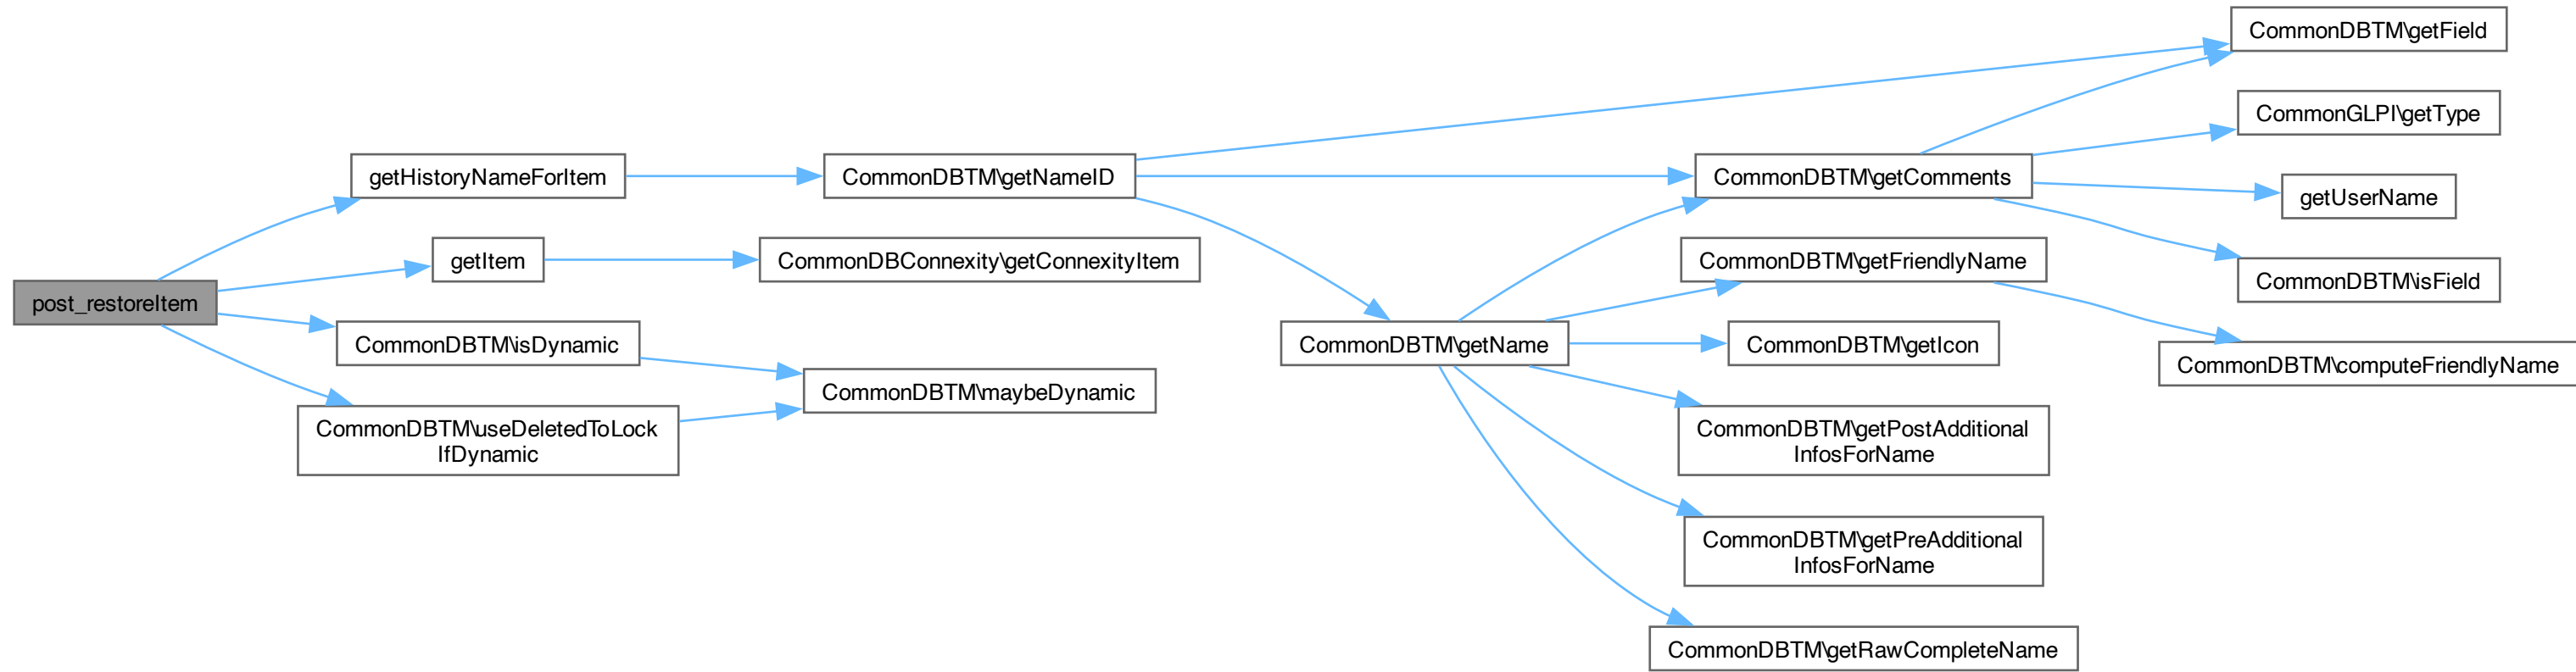 post_restoreItem
getHistoryNameForItem
getItem
CommonDBTM\isDynamic
CommonDBTM\useDeletedToLock
IfDynamic
CommonDBTM\getNameID
CommonDBConnexity\getConnexityItem
CommonDBTM\maybeDynamic
CommonDBTM\getName
CommonDBTM\getComments
CommonDBTM\getFriendlyName
CommonDBTM\getIcon
CommonDBTM\getPostAdditional
InfosForName
CommonDBTM\getPreAdditional
InfosForName
CommonDBTM\getRawCompleteName
CommonDBTM\getField
CommonGLPI\getType
getUserName
CommonDBTM\isField
CommonDBTM\computeFriendlyName